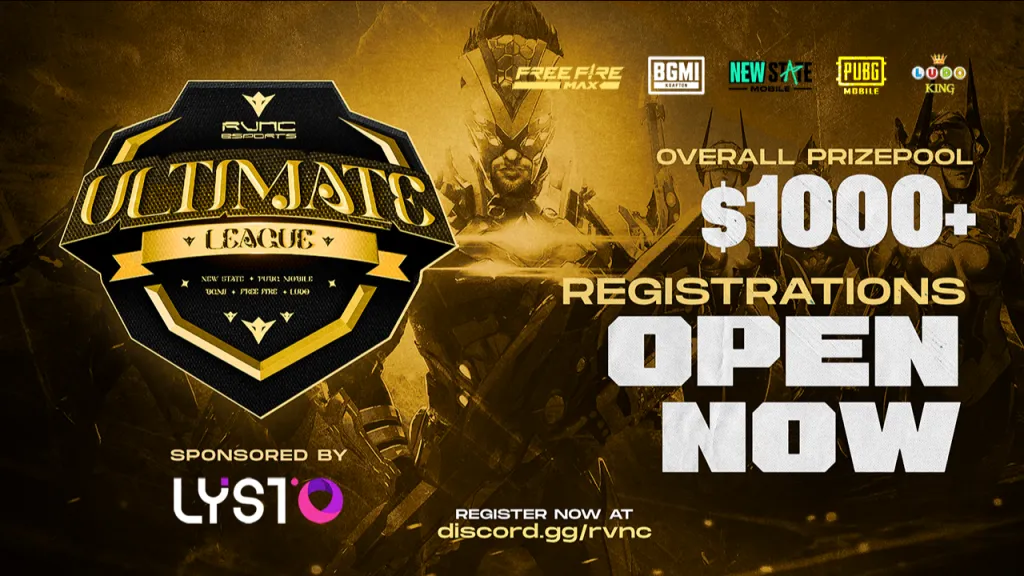 RVNC
ESPORTS
ULTIMATE
LEAGUE
NEW STATE + PUBG MOBILE
BGMI + FREE FIRE + LUDO
SPONSORED BY
LYSTO
FREE FIRE
MAX
BGMI
KRAFTON
NEW STATE
MOBILE
PUBG
MOBILE
LUDO
KING
OVERALL PRIZEPOOL
$1000+
REGISTRATIONS
OPEN
NOW
REGISTER NOW AT
discord.gg/rvnc